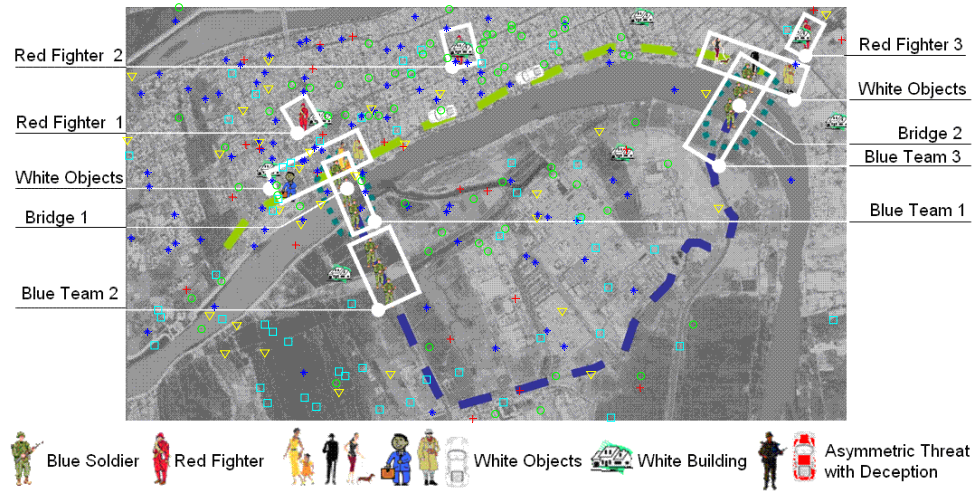 Red Fighter 2
Red Fighter 1
White Objects
Bridge 1
Blue Team 2
Red Fighter 3
White Objects
Bridge 2
Blue Team 3
Blue Team 1
Blue Soldier
Red Fighter
White Objects
White Building
Asymmetric Threat
with Deception